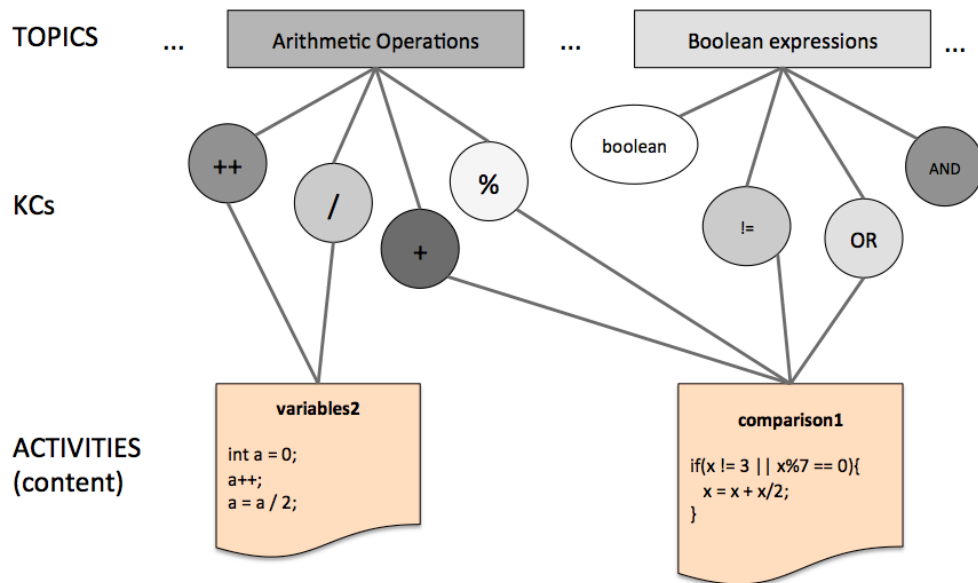 TOPICS
...
Arithmetic Operations
...
Boolean expressions
...
KCs
++
/
+
%
boolean
!=
OR
AND
ACTIVITIES
(content)
variables2
int a = 0;
a++;
a = a / 2;
comparison1
if(x != 3 || x%7 == 0){
x = x + x/2;
}